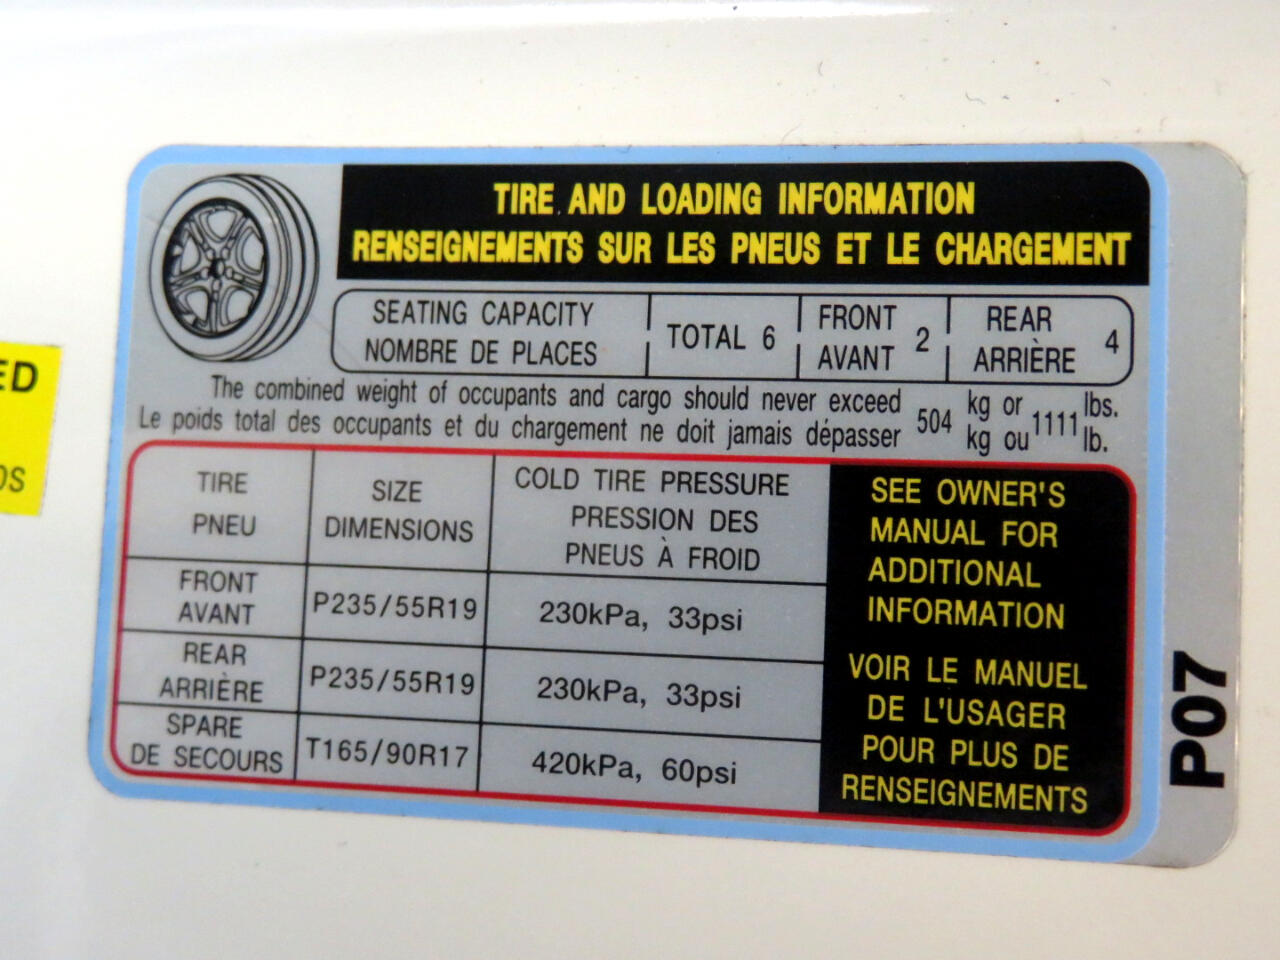 TIRE AND LOADING INFORMATION
RENSEIGNEMENTS SUR LES PNEUS ET LE CHARGEMENT
SEATING CAPACITY
NOMBRE DE PLACES
TOTAL 6
FRONT
AVANT
2
REAR
ARRIÈRE
4
The combined weight of occupants and cargo should never exceed 504 kg or 1111 lbs.
Le poids total des occupants et du chargement ne doit jamais dépasser 504 kg ou 1111 lb.
TIRE
PNEU
SIZE
DIMENSIONS
COLD TIRE PRESSURE
PRESSION DES
PNEUS À FROID
FRONT
AVANT
P235/55R19
230kPa, 33psi
REAR
ARRIÈRE
P235/55R19
230kPa, 33psi
SPARE
DE SECOURS
T165/90R17
420kPa, 60psi
SEE OWNER'S
MANUAL FOR
ADDITIONAL
INFORMATION
VOIR LE MANUEL
DE L'USAGER
POUR PLUS DE
RENSEIGNEMENTS
P07